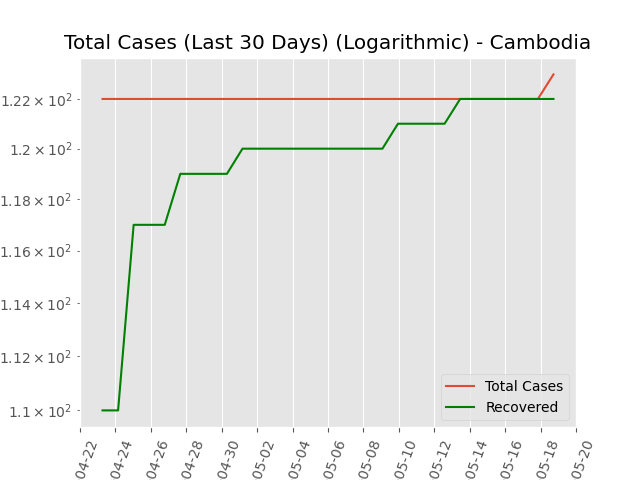 Total Cases (Last 30 Days) (Logarithmic) - Cambodia
1.22 × 10²
1.2 × 10²
1.18 × 10²
1.16 × 10²
1.14 × 10²
1.12 × 10²
1.1 × 10²
Total Cases
Recovered
04-22
04-24
04-26
04-28
04-30
05-02
05-04
05-06
05-08
05-10
05-12
05-14
05-16
05-18
05-20